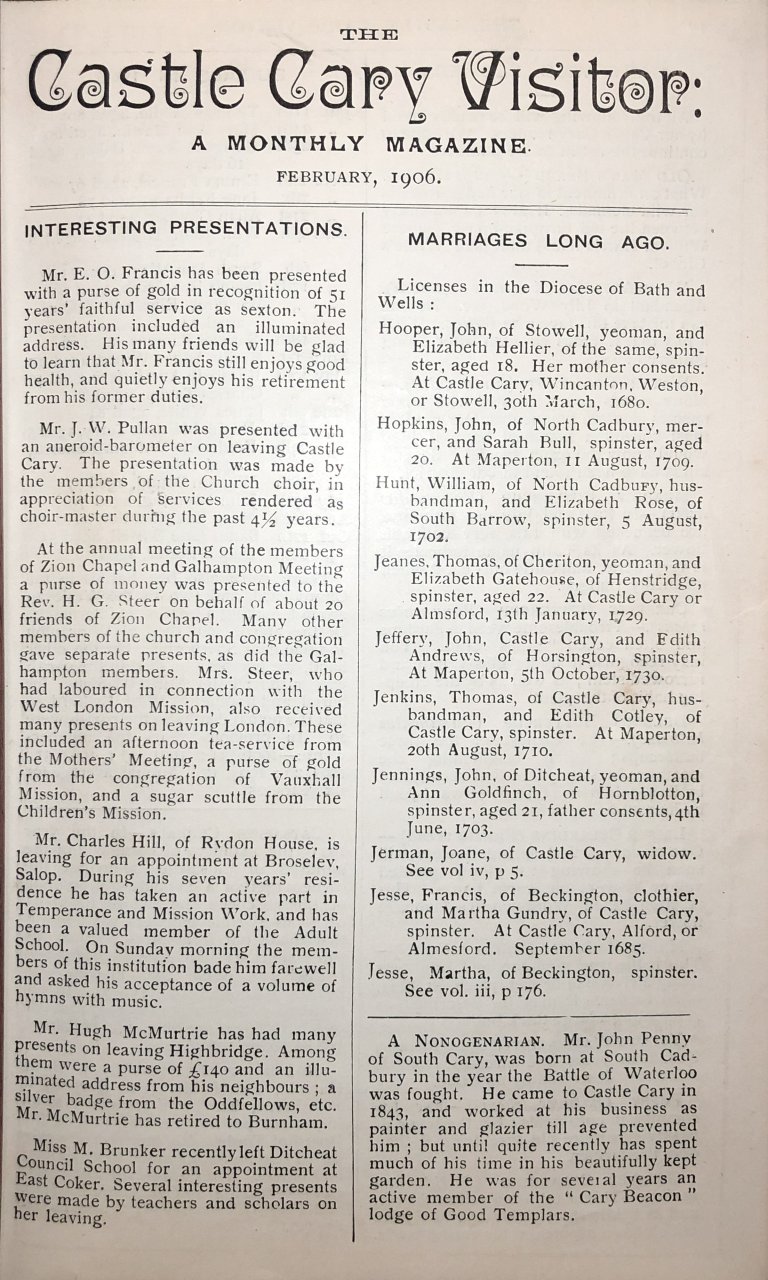 THE
Castle Cary Visitor:
A MONTHLY MAGAZINE.
FEBRUARY, 1906.
INTERESTING PRESENTATIONS.
Mr. E. O. Francis has been presented
with a purse of gold in recognition of 51
years' faithful service as sexton. The
presentation included an illuminated
address. His many friends will be glad
to learn that Mr. Francis still enjoys good
health, and quietly enjoys his retirement
from his former duties.
Mr. J. W. Pullan was presented with
an aneroid-barometer on leaving Castle
Cary. The presentation was made by
the members of the Church choir, in
appreciation of services rendered as
choir-master during the past 4½ years.
At the annual meeting of the members
of Zion Chapel and Galhampton Meeting
a purse of money was presented to the
Rev. H. G. Steer on behalf of about 20
friends of Zion Chapel. Many other
members of the church and congregation
gave separate presents, as did the Gal-
hampton members. Mrs. Steer, who
had laboured in connection with the
West London Mission, also received
many presents on leaving London. These
included an afternoon tea-service from
the Mothers' Meeting, a purse of gold
from the congregation of Vauxhall
Mission, and a sugar scuttle from the
Children's Mission.
Mr. Charles Hill, of Rydon House, is
leaving for an appointment at Broseley,
Salop. During his seven years' resi-
dence he has taken an active part in
Temperance and Mission Work, and has
been a valued member of the Adult
School. On Sunday morning the mem-
bers of this institution bade him farewell
and asked his acceptance of a volume of
hymns with music.
Mr. Hugh McMurtrie has had many
presents on leaving Highbridge. Among
them were a purse of £140 and an illu-
minated address from his neighbours ; a
silver badge from the Oddfellows, etc.
Mr. McMurtrie has retired to Burnham.
Miss M. Brunker recently left Ditcheat
Council School for an appointment at
East Coker. Several interesting presents
were made by teachers and scholars on
her leaving.
MARRIAGES LONG AGO.
Licenses in the Diocese of Bath and
Wells :
Hooper, John, of Stowell, yeoman, and
Elizabeth Hellier, of the same, spin-
ster, aged 18. Her mother consents.
At Castle Cary, Wincanton, Weston,
or Stowell, 30th March, 1680.
Hopkins, John, of North Cadbury, mer-
cer, and Sarah Bull, spinster, aged
20. At Maperton, 11 August, 1709.
Hunt, William, of North Cadbury, hus-
bandman, and Elizabeth Rose, of
South Barrow, spinster, 5 August,
1702.
Jeanes, Thomas, of Cheriton, yeoman, and
Elizabeth Gatehouse, of Henstridge,
spinster, aged 22. At Castle Cary or
Almsford, 13th January, 1729.
Jeffery, John, Castle Cary, and Edith
Andrews, of Horsington, spinster,
At Maperton, 5th October, 1730.
Jenkins, Thomas, of Castle Cary, hus-
bandman, and Edith Cotley, of
Castle Cary, spinster. At Maperton,
20th August, 1710.
Jennings, John, of Ditcheat, yeoman, and
Ann Goldfinch, of Hornblotton,
spinster, aged 21, father consents, 4th
June, 1703.
Jerman, Joane, of Castle Cary, widow.
See vol iv, p 5.
Jesse, Francis, of Beckington, clothier,
and Martha Gundry, of Castle Cary,
spinster. At Castle Cary, Alford, or
Almesford. September 1685.
Jesse, Martha, of Beckington, spinster.
See vol. iii, p 176.
A NONOGENARIAN. Mr. John Penny
of South Cary, was born at South Cad-
bury in the year the Battle of Waterloo
was fought. He came to Castle Cary in
1843, and worked at his business as
painter and glazier till age prevented
him ; but until quite recently has spent
much of his time in his beautifully kept
garden. He was for several years an
active member of the " Cary Beacon "
lodge of Good Templars.